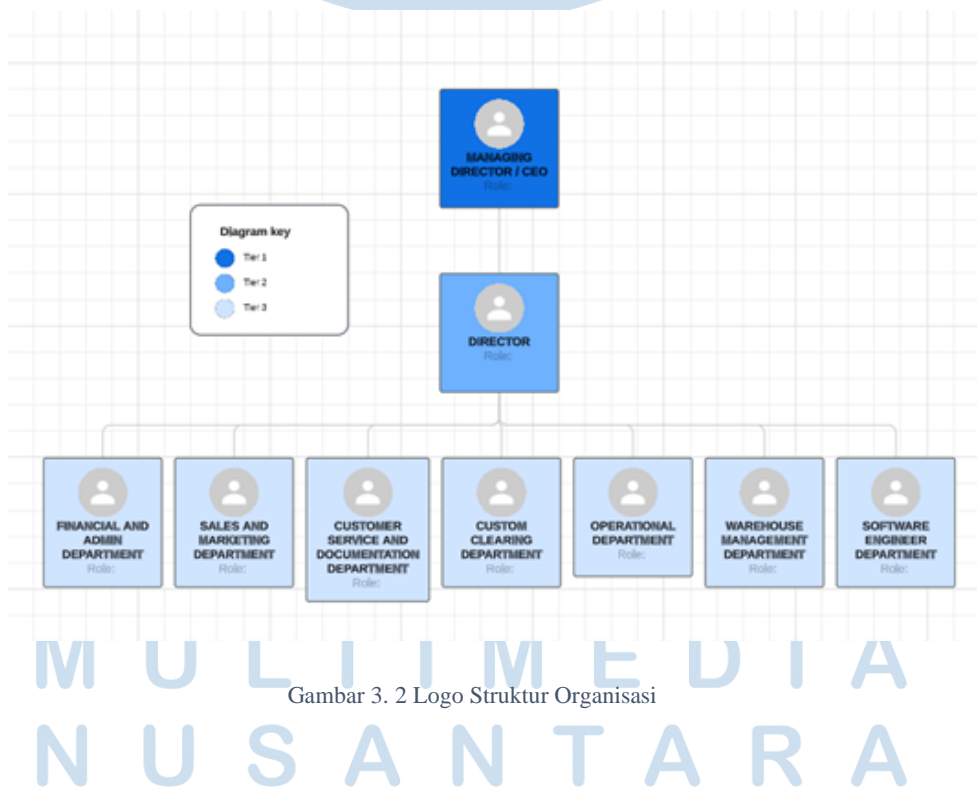 MANAGING
DIRECTOR / CEO
Role:
Diagram key
Tier 1
Tier 2
Tier 3
DIRECTOR
Role:
FINANCIAL AND
ADMIN
DEPARTMENT
Role:
SALES AND
MARKETING
DEPARTMENT
Role:
CUSTOMER
SERVICE AND
DOCUMENTATION
DEPARTMENT
Role:
CUSTOM
CLEARING
DEPARTMENT
Role:
OPERATIONAL
DEPARTMENT
Role:
WAREHOUSE
MANAGEMENT
DEPARTMENT
Role:
SOFTWARE
ENGINEER
DEPARTMENT
Role:
MULTIMEDIA
Gambar 3. 2 Logo Struktur Organisasi
NUSANTARA